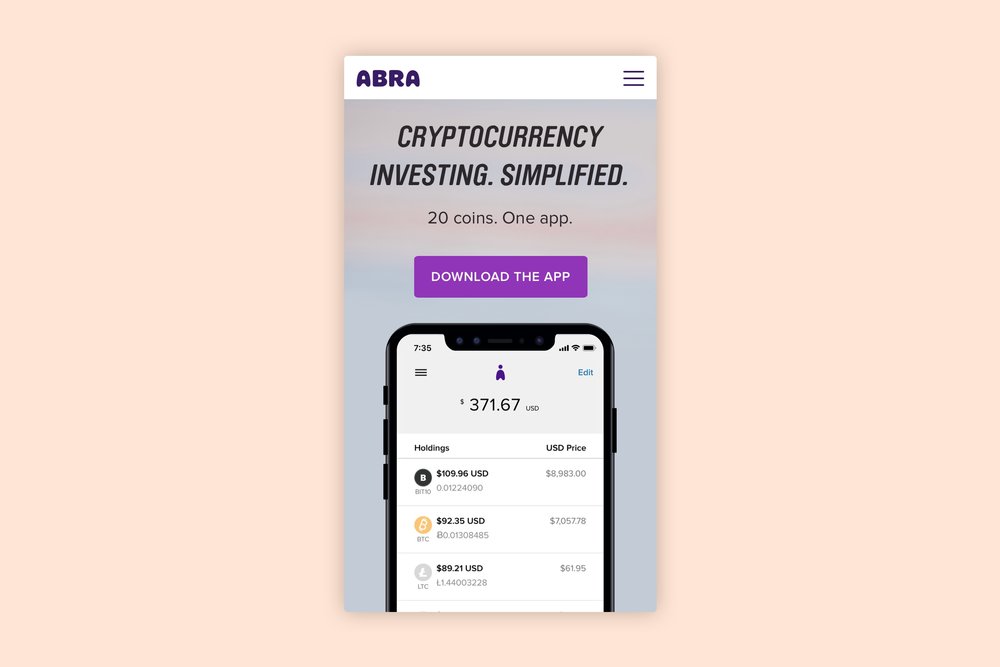 ABRA
CRYPTOCURRENCY
INVESTING. SIMPLIFIED.
20 coins. One app.
DOWNLOAD THE APP
7:35
Edit
$ 371.67 USD
Holdings USD Price
B $109.96 USD $8,983.00
BIT10 0.01224090
₿ $92.35 USD $7,057.78
BTC Ƀ0.01308485
Ł $89.21 USD $61.95
LTC Ł1.44003228